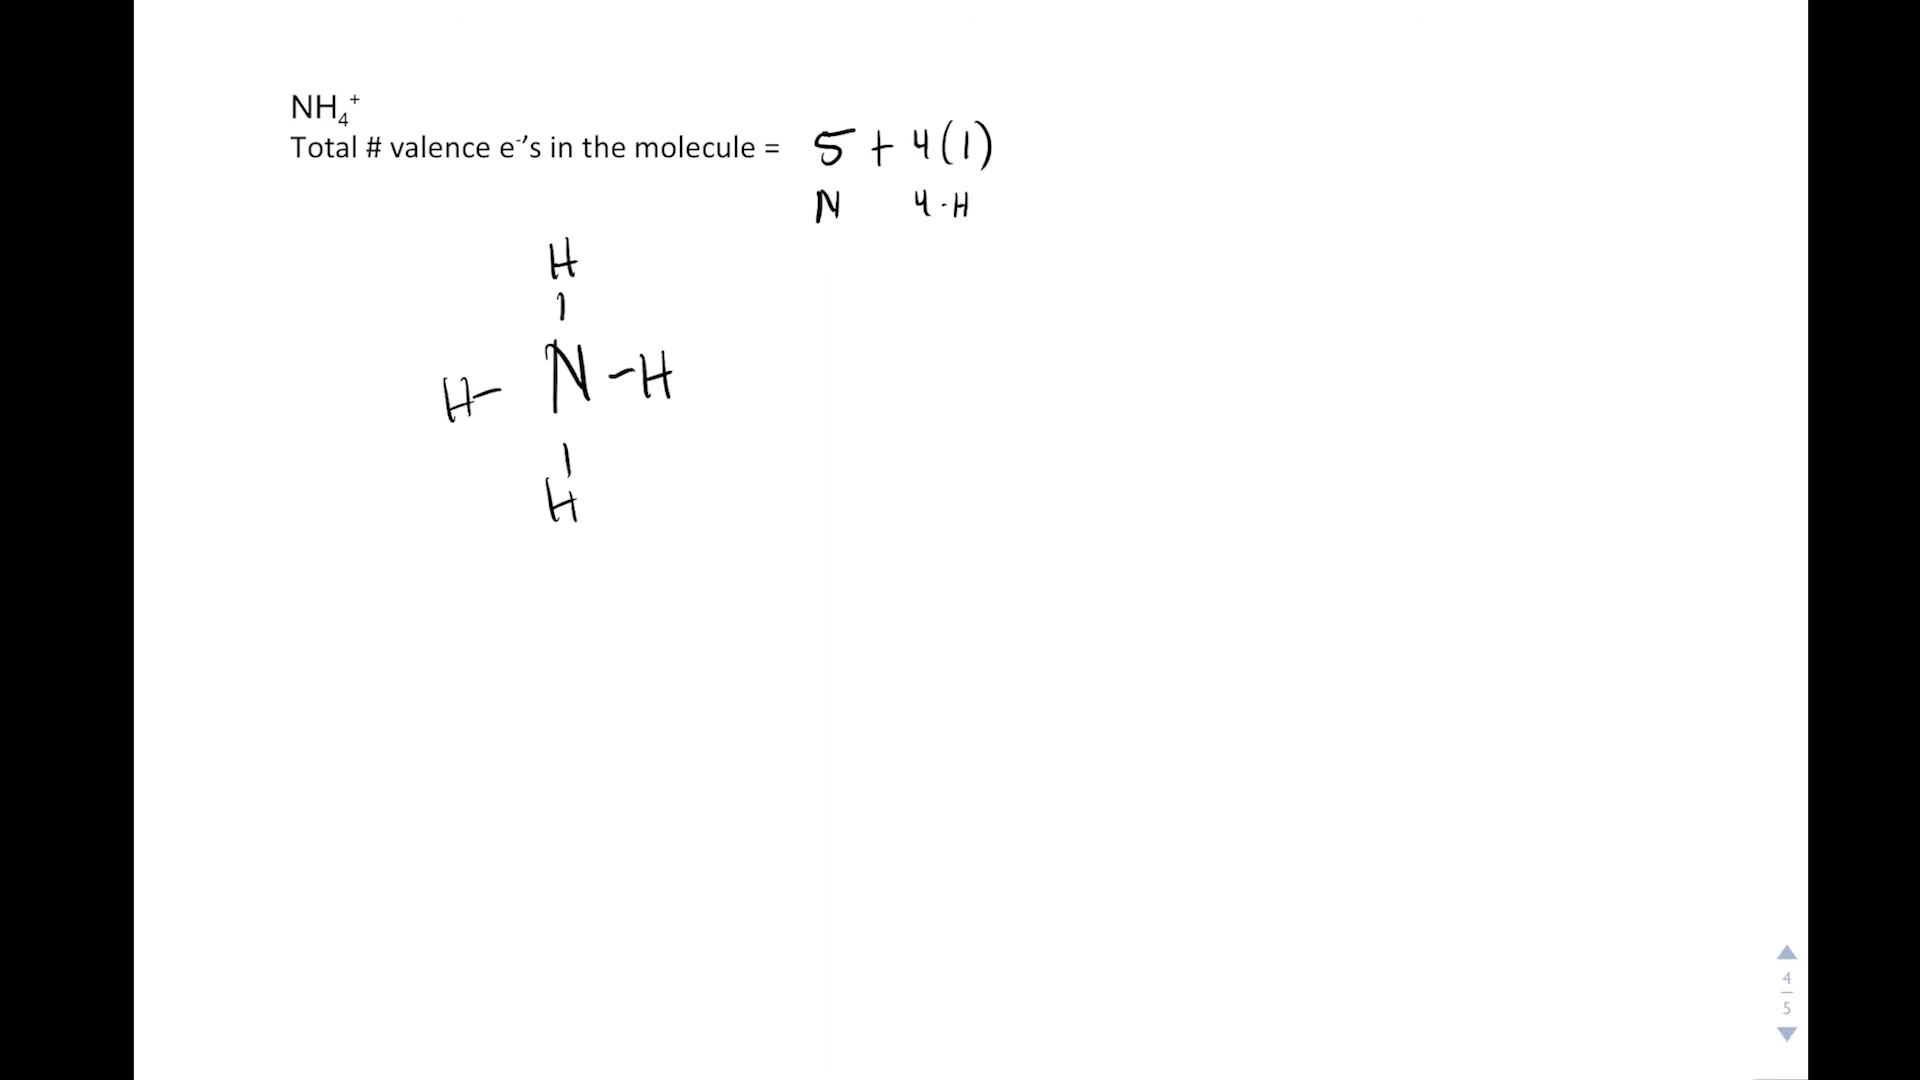 NH₄⁺
Total # valence e⁻'s in the molecule = 5 + 4(1)
N 4·H
H
|
H- N -H
|
H
4
5